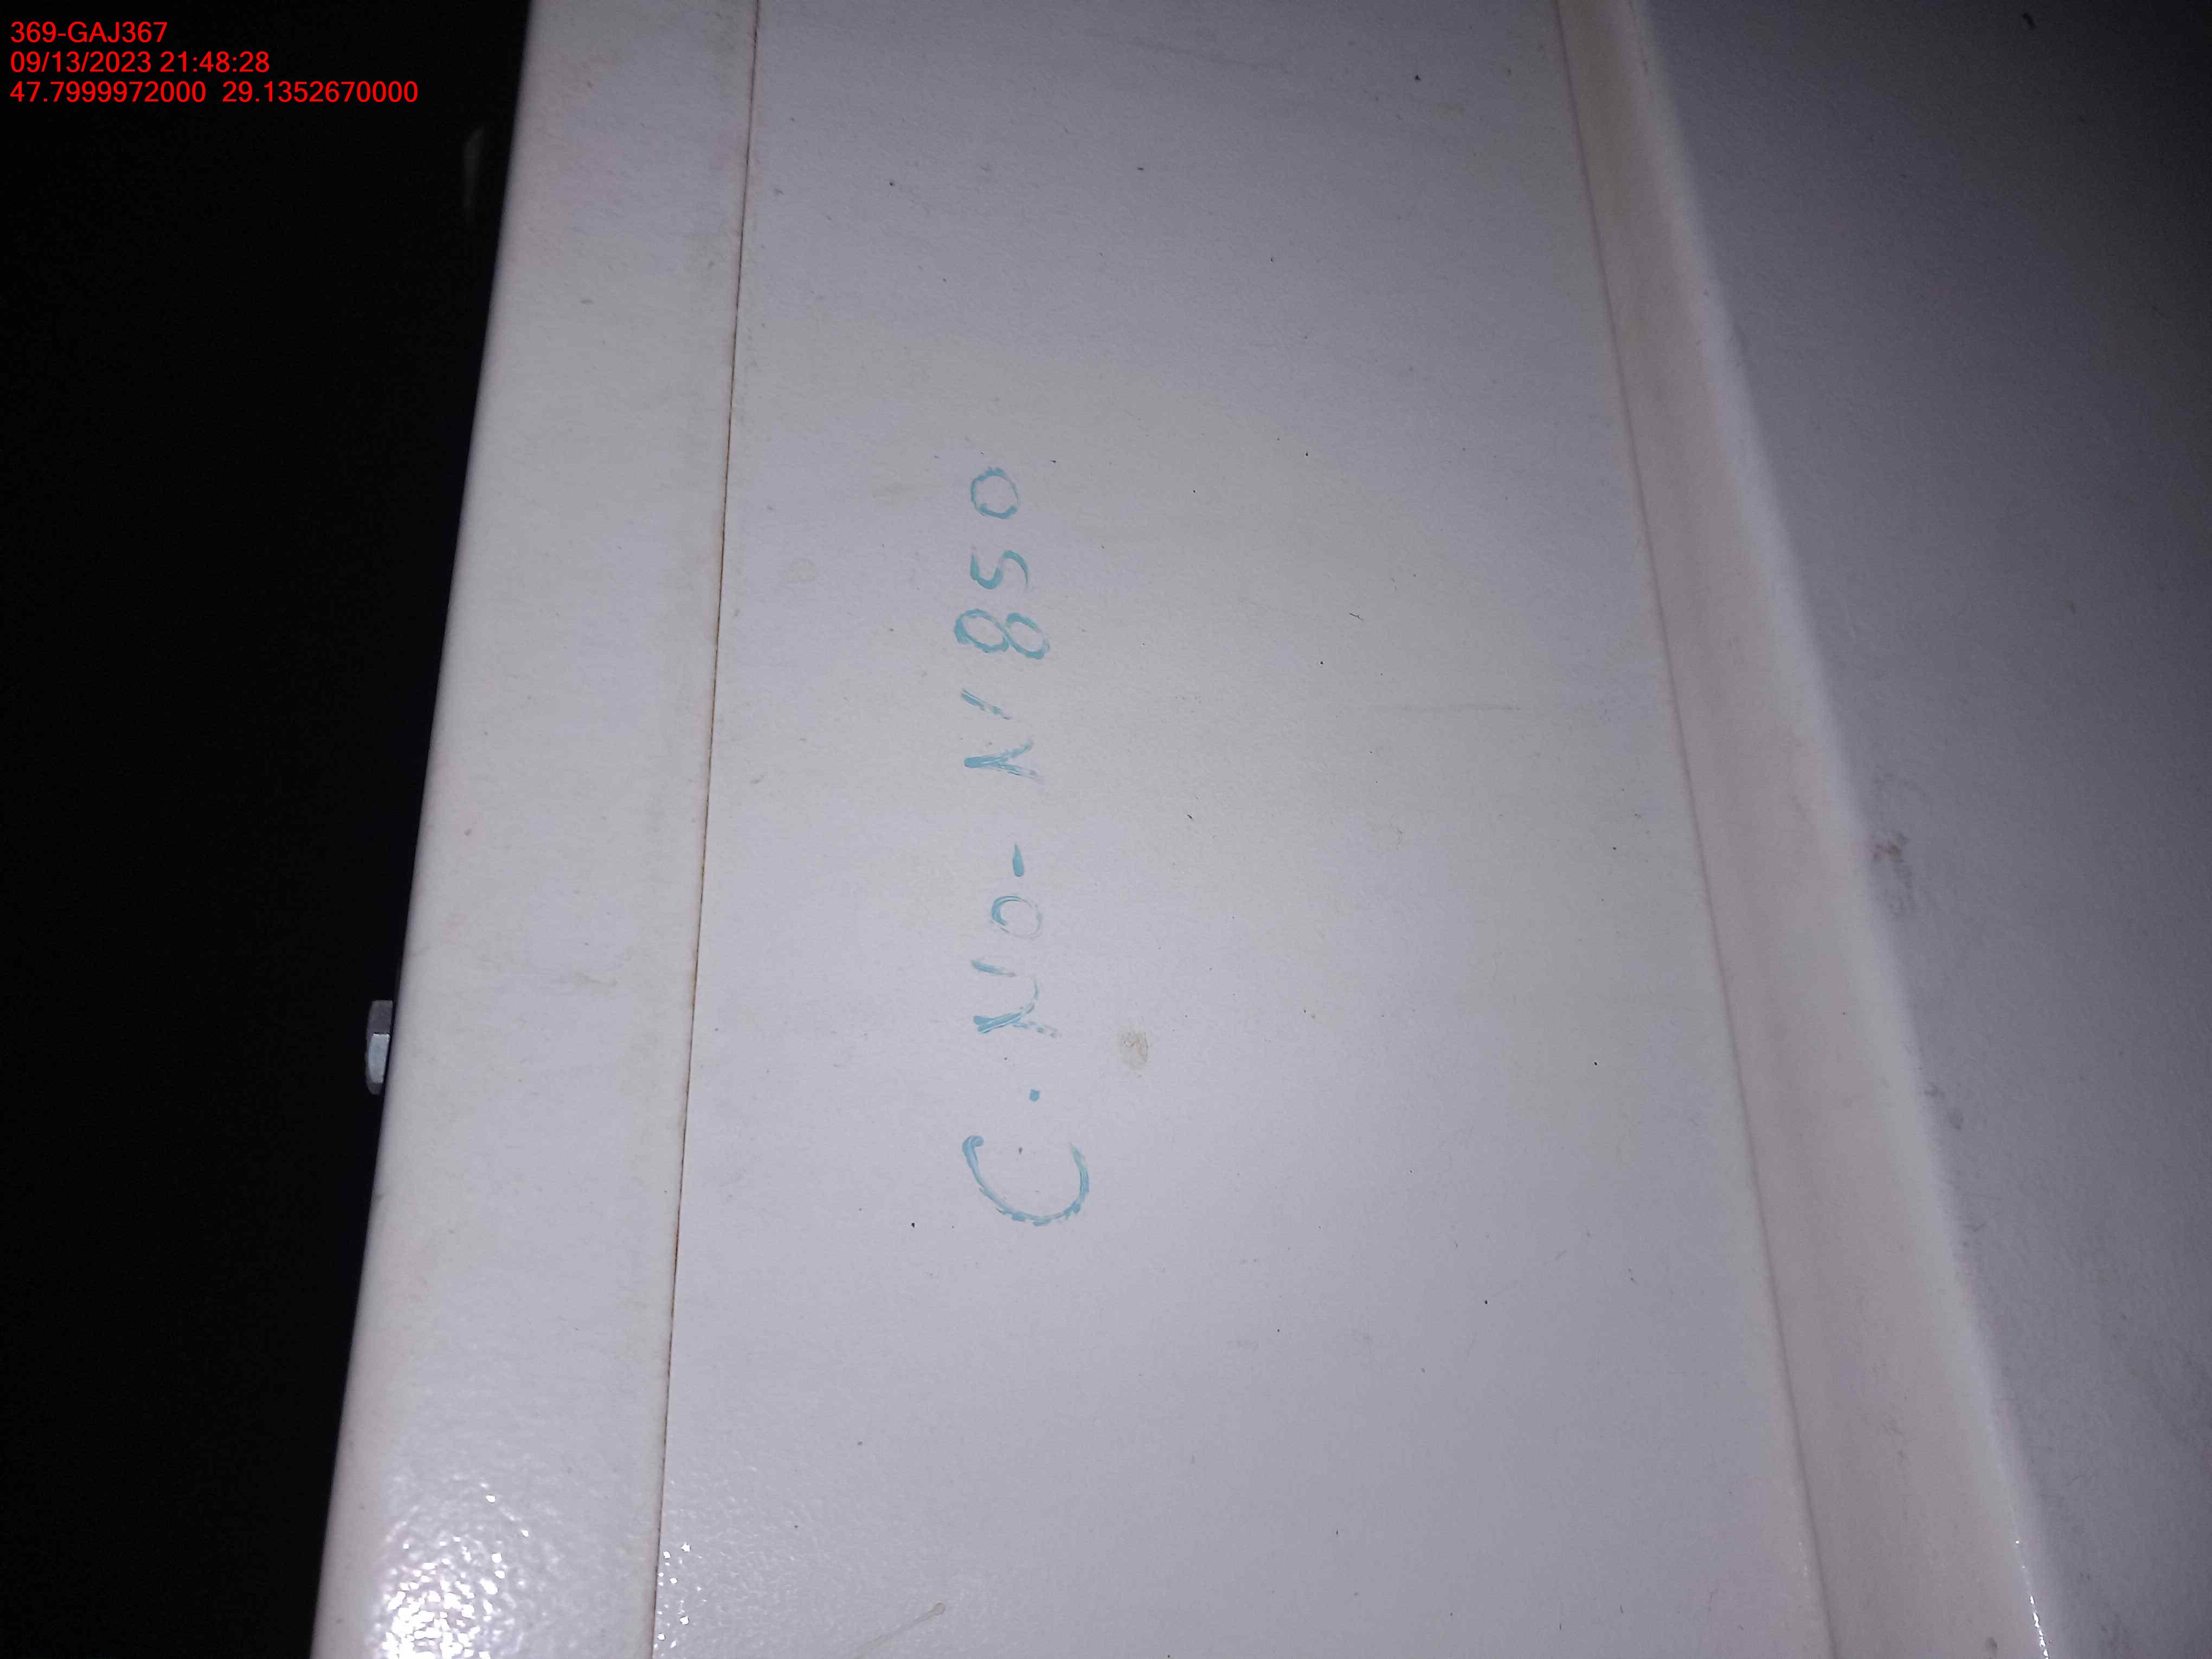 369-GAJ367
09/13/2023 21:48:28
47.7999972000 29.1352670000
C. No- N 850